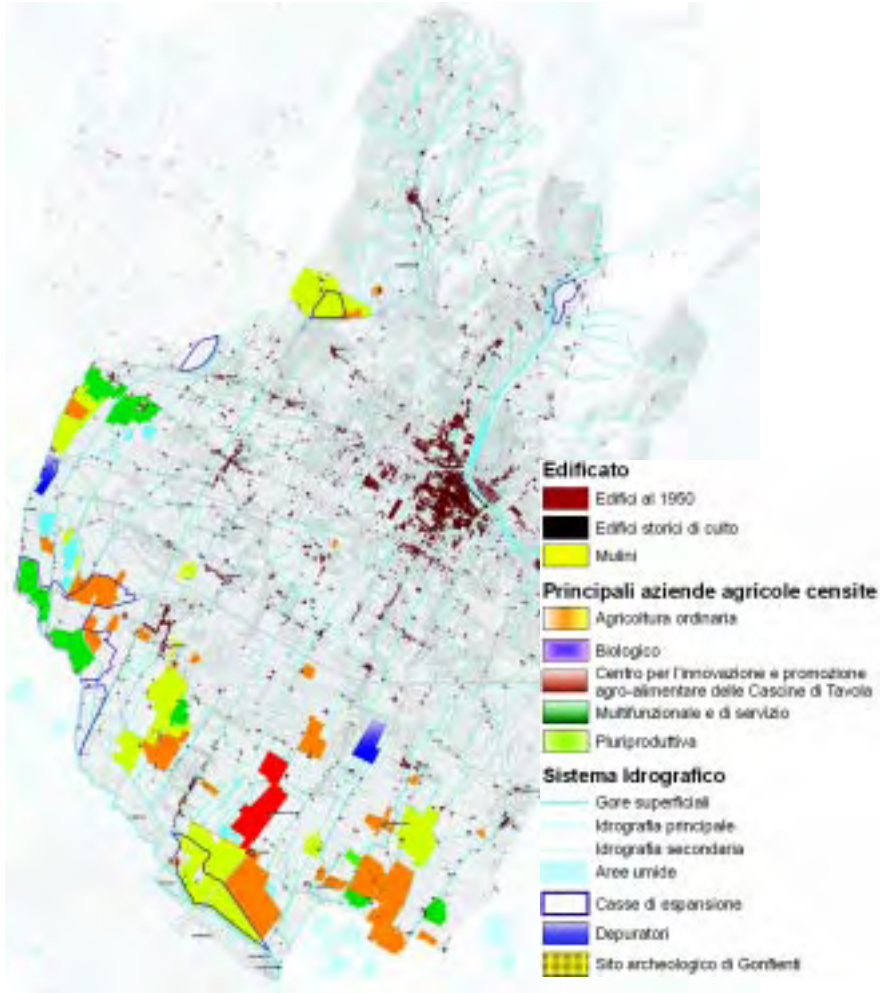 Edificato
Edifici al 1950
Edifici storici di culto
Mulini
Principali aziende agricole censite
Agricoltura ordinaria
Biologico
Centro per l'innovazione e promozione
agro-alimentare delle Cascine di Tavola
Multifunzionale e di servizio
Pluriproduttiva
Sistema Idrografico
Gore superficiali
Idrografia principale
Idrografia secondaria
Aree umide
Casse di espansione
Depuratori
Sito archeologico di Gonfienti